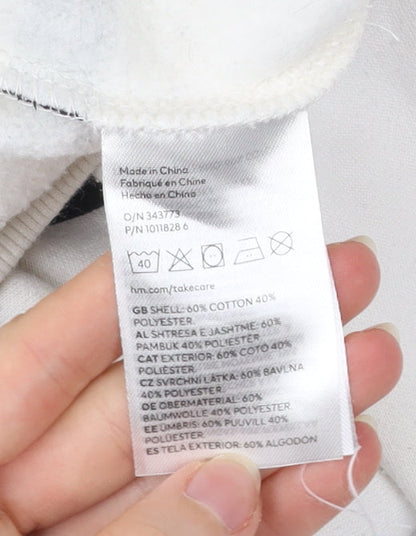 Made in China
Fabriqué en Chine
Hecho en China
O/N 343773
P/N 1011828 6
40
hm.com/takecare
GB SHELL: 60% COTTON 40%
POLYESTER
AL SHTRESA E JASHTME: 60%
PAMBUK 40% POLIESTER
CAT EXTERIOR: 60% COTÓ 40%
POLIÈSTER
CZ SVRCHNI LÁTKA: 60% BAVLNA
40% POLYESTER
DE OBERMATERIAL: 60%
BAUMWOLLE 40% POLYESTER
EE ÜMBRIS: 60% PUUVILL 40%
POLÜESTER
ES TELA EXTERIOR: 60% ALGODÓN